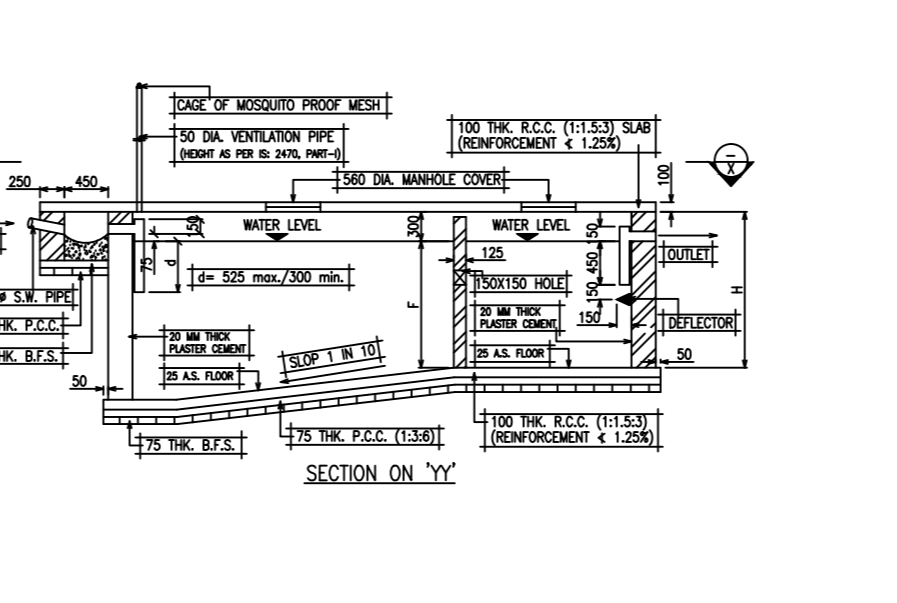 CAGE OF MOSQUITO PROOF MESH
50 DIA. VENTILATION PIPE
(HEIGHT AS PER IS: 2470, PART-I)
100 THK. R.C.C. (1:1.5:3) SLAB
(REINFORCEMENT ≮ 1.25%)
560 DIA. MANHOLE COVER
250
450
100
X
150
WATER LEVEL
300
WATER LEVEL
150
75
d
d= 525 max./300 min.
125
450
OUTLET
150X150 HOLE
150
F
H
S.W. PIPE
THK. P.C.C.
THK. B.F.S.
20 MM THICK
PLASTER CEMENT
20 MM THICK
PLASTER CEMENT
150
DEFLECTOR
SLOP 1 IN 10
25 A.S. FLOOR
25 A.S. FLOOR
50
50
75 THK. B.F.S.
75 THK. P.C.C. (1:3:6)
100 THK. R.C.C. (1:1.5:3)
(REINFORCEMENT ≮ 1.25%)
SECTION ON 'YY'